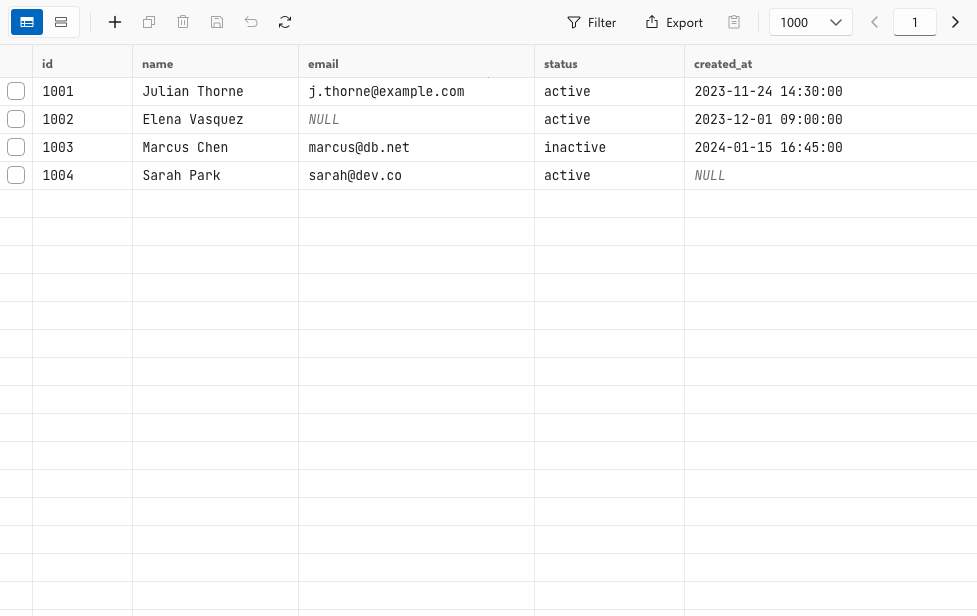 Filter Export 1000 1
id name email status created_at
1001 Julian Thorne j.thorne@example.com active 2023-11-24 14:30:00
1002 Elena Vasquez NULL active 2023-12-01 09:00:00
1003 Marcus Chen marcus@db.net inactive 2024-01-15 16:45:00
1004 Sarah Park sarah@dev.co active NULL